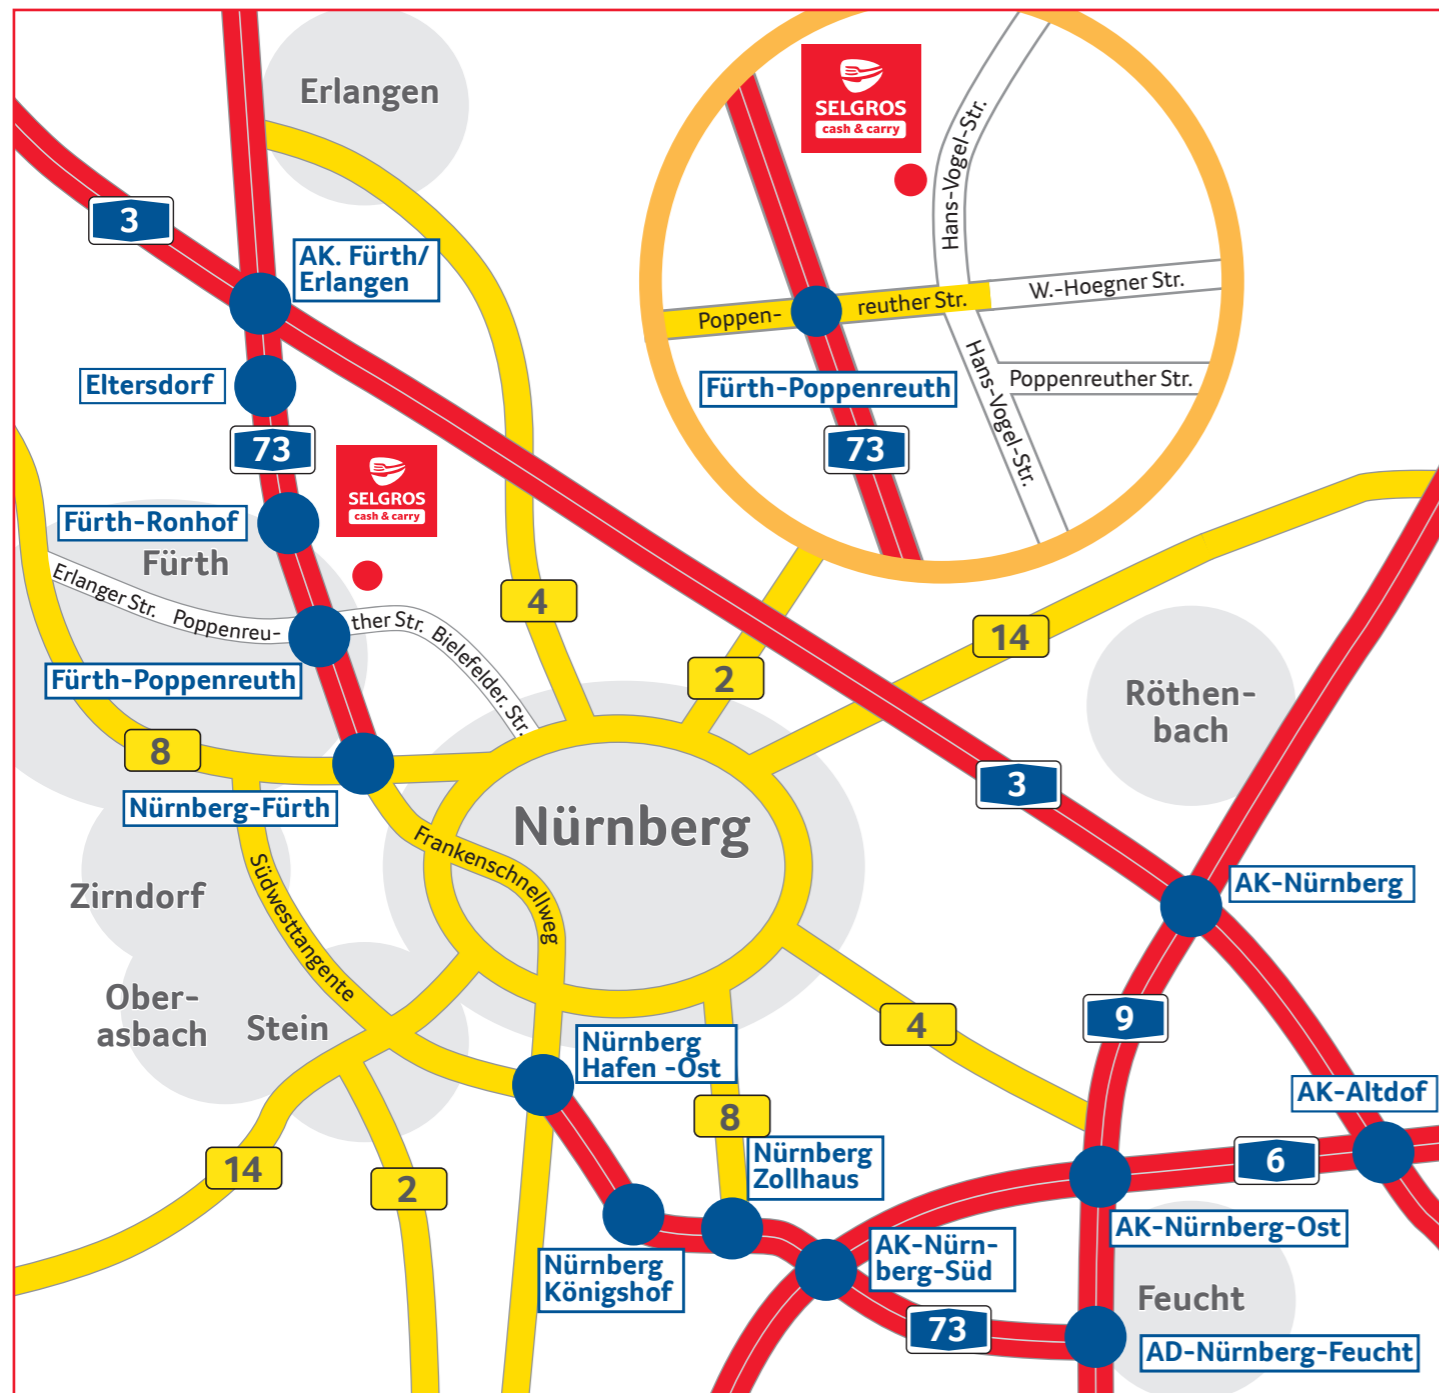 Erlangen
SELGROS
cash & carry
Hans-Vogel-Str.
3
AK. Fürth/
Erlangen
W.-Hoegner Str.
Poppen-
reuther Str.
Eltersdorf
Fürth-Poppenreuth
Hans-Vogel-Str.
Poppenreuther Str.
73
73
SELGROS
cash & carry
Fürth-Ronhof
Fürth
Erlanger Str.
Poppenreu-
ther Str.
Bielefelder. Str.
4
14
2
Fürth-Poppenreuth
Röthen-
bach
8
3
Nürnberg-Fürth
Nürnberg
Frankenschnellweg
Südwesttangente
Zirndorf
AK-Nürnberg
Ober-
asbach
Stein
4
9
Nürnberg
Hafen -Ost
AK-Altdof
8
14
2
Nürnberg
Zollhaus
6
AK-Nürnberg-Ost
AK-Nürn-
berg-Süd
Nürnberg
Königshof
Feucht
73
AD-Nürnberg-Feucht